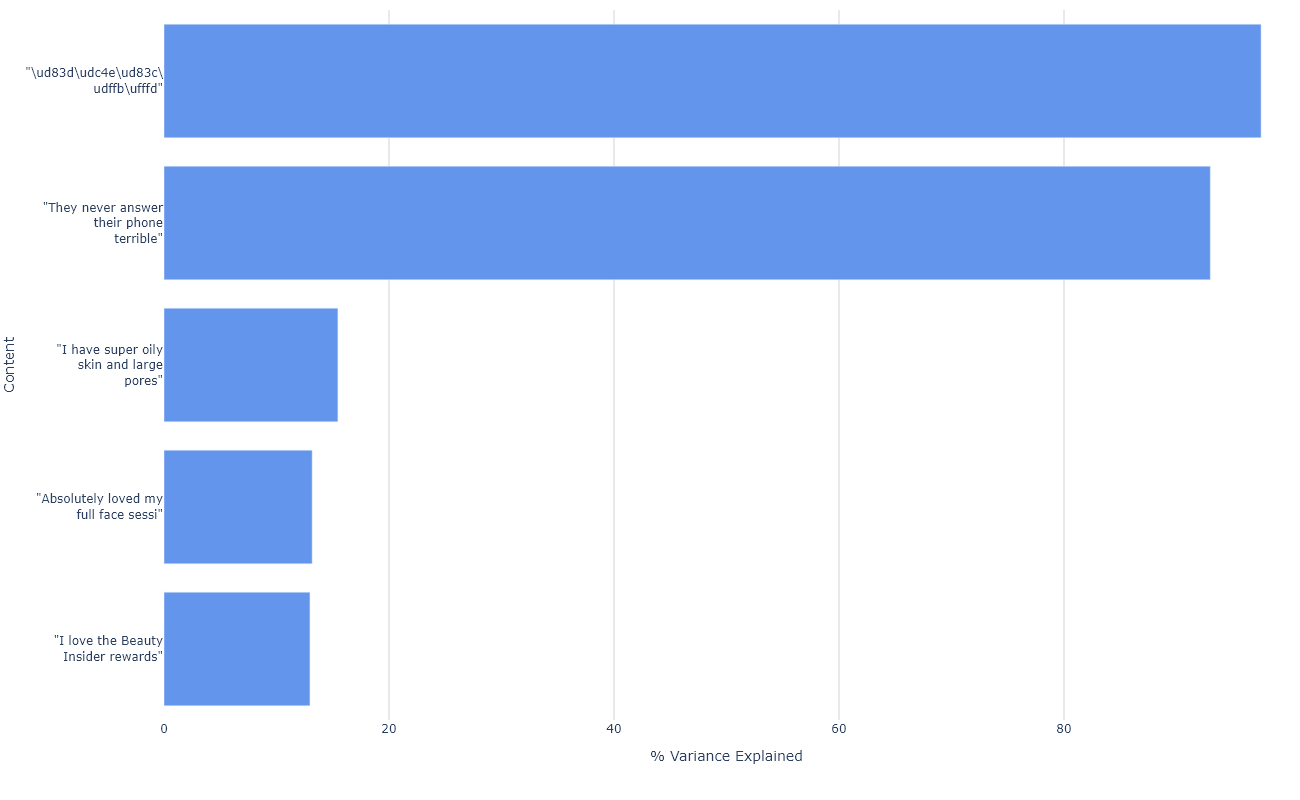 "\ud83d\udc4e\ud83c\
udffb\ufffd"
"They never answer
their phone
terrible"
"I have super oily
skin and large
pores"
"Absolutely loved my
full face sessi"
"I love the Beauty
Insider rewards"
Content
0 20 40 60 80
% Variance Explained